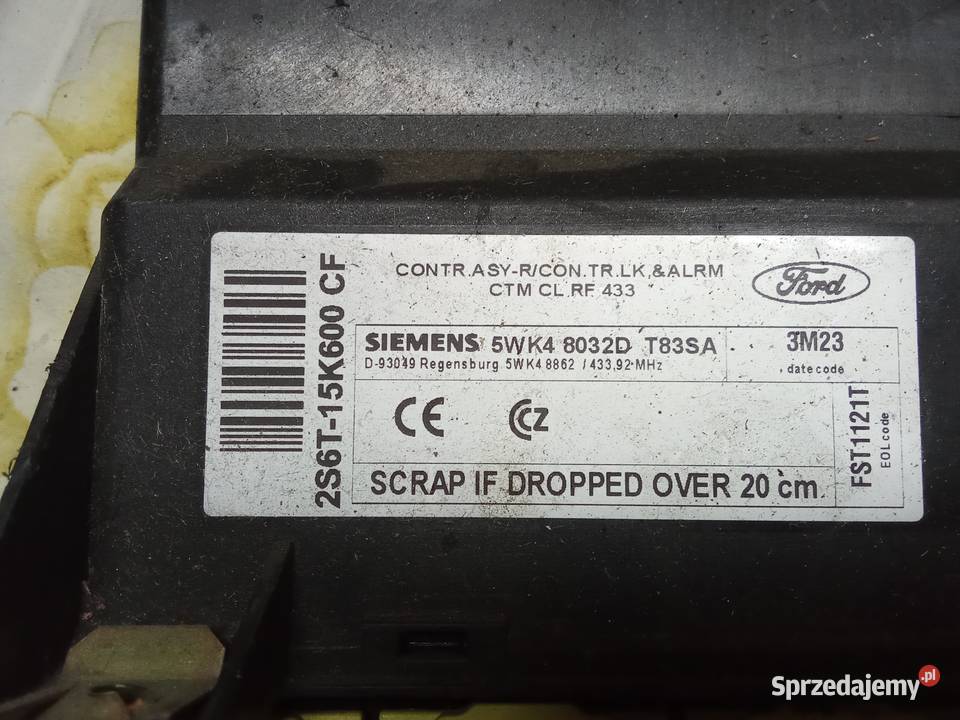 CONTR.ASY-R/CON.TR.LK.&ALRM
CTM CL RF 433
Ford
2S6T-15K600 CF
SIEMENS 5WK4 8032D T83SA
3M23
D-93049 Regensburg 5WK4 8862 / 433,92 MHz
date code
CE
CZ
FST1121T
EOL code
SCRAP IF DROPPED OVER 20 cm
Sprzedajemy.pl